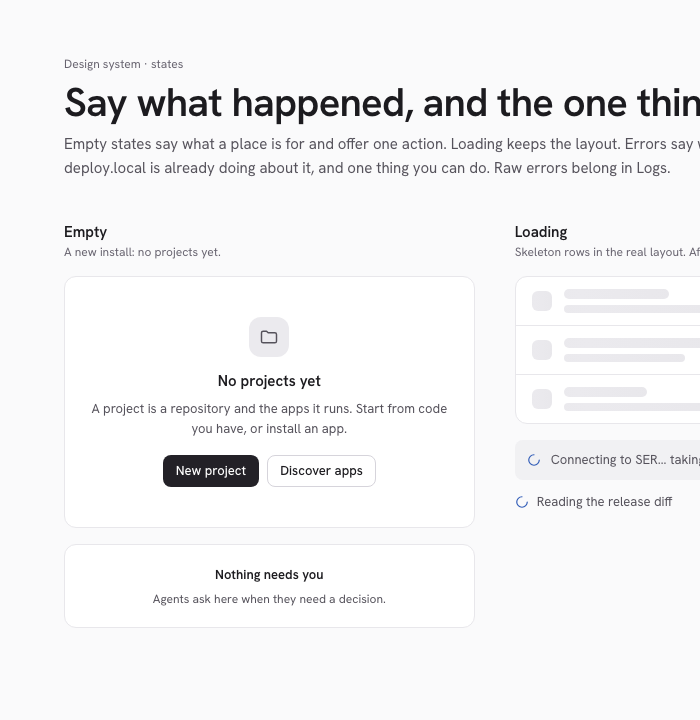 Design system · states
Say what happened, and the one thin
Empty states say what a place is for and offer one action. Loading keeps the layout. Errors say
deploy.local is already doing about it, and one thing you can do. Raw errors belong in Logs.
Empty
A new install: no projects yet.
No projects yet
A project is a repository and the apps it runs. Start from code
you have, or install an app.
New project
Discover apps
Nothing needs you
Agents ask here when they need a decision.
Loading
Skeleton rows in the real layout. Af
Connecting to SER... taking
Reading the release diff